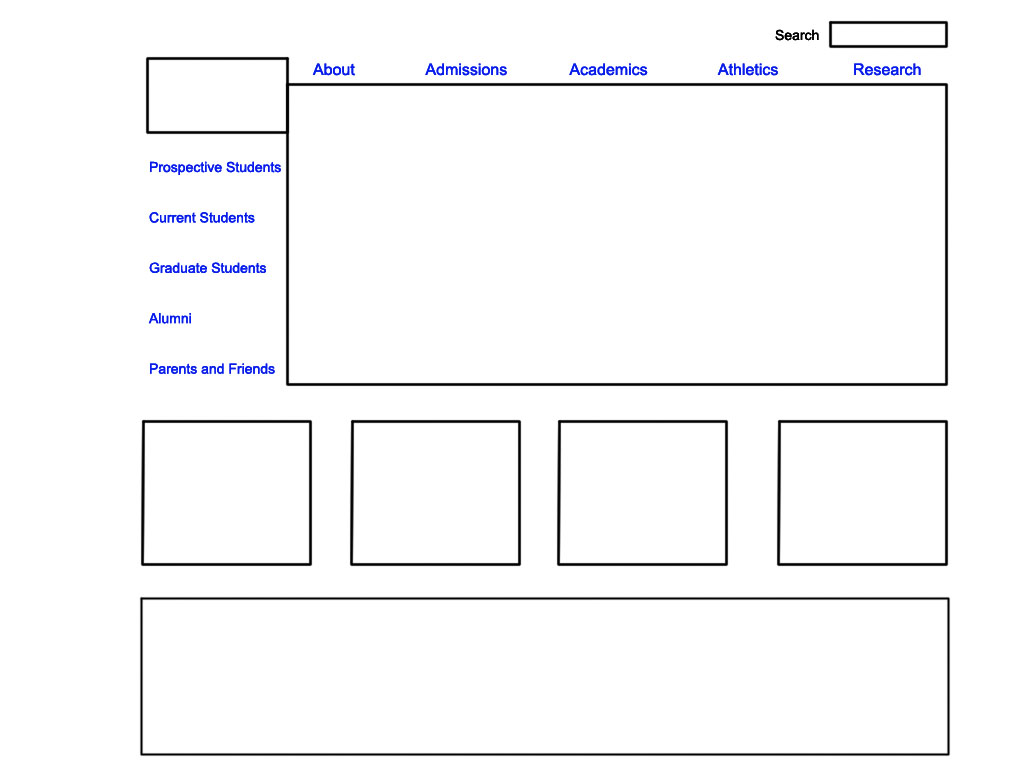 Search
About Admissions Academics Athletics Research
Prospective Students
Current Students
Graduate Students
Alumni
Parents and Friends